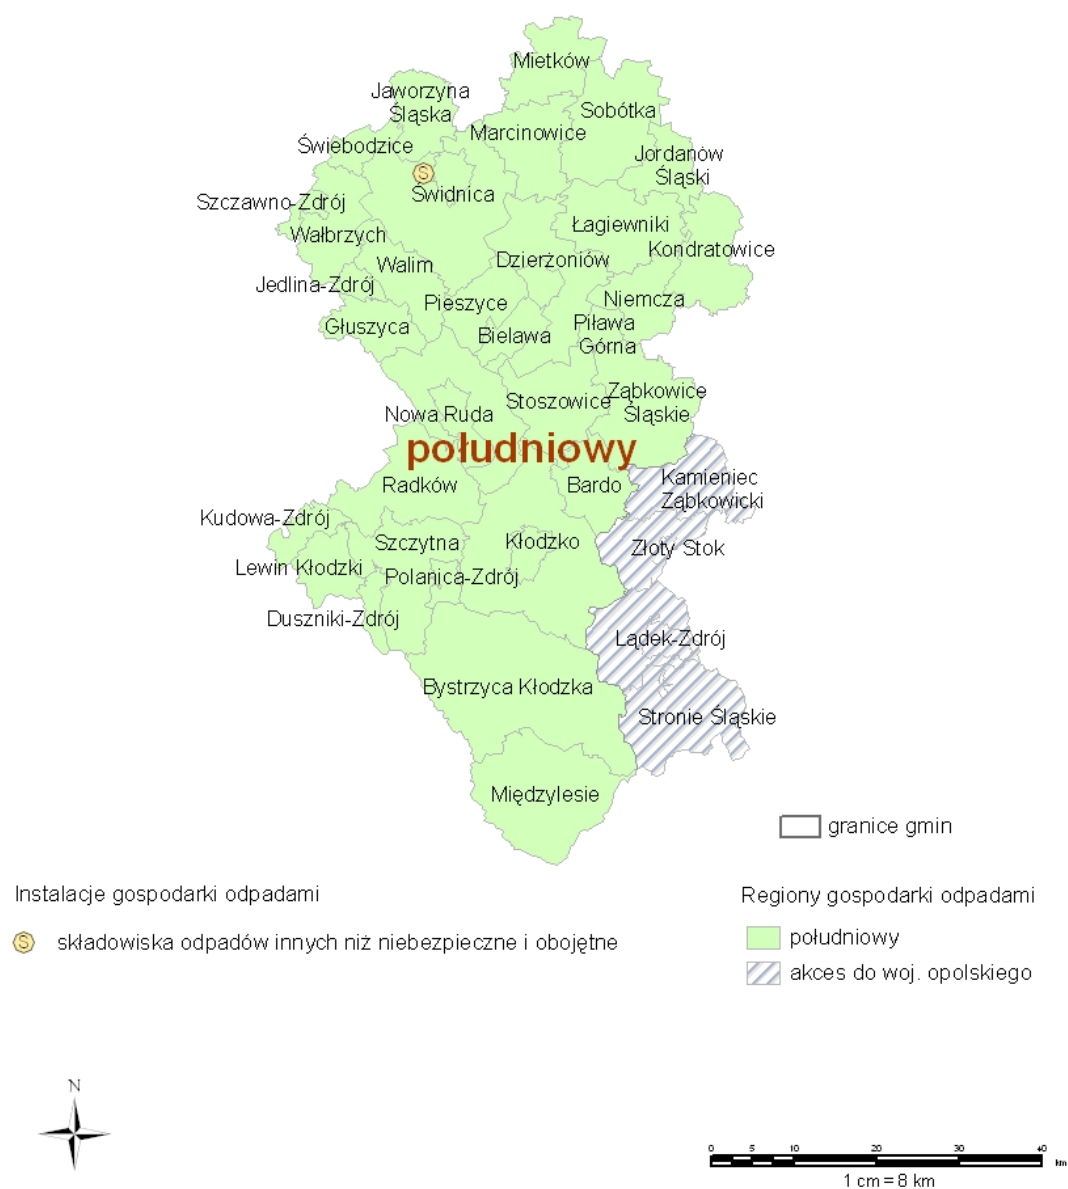 Mietków
Jaworzyna
Śląska
Sobótka
Marcinowice
Świebodzice
Jordanów
Śląski
S
Świdnica
Szczawno-Zdrój
Łagiewniki
Wałbrzych
Kondratowice
Dzierżoniów
Walim
Jedlina-Zdrój
Pieszyce
Niemcza
Głuszyca
Piława
Górna
Bielawa
Ząbkowice
Śląskie
Stoszowice
Nowa Ruda
południowy
Kamieniec
Ząbkowicki
Radków
Bardo
Kudowa-Zdrój
Szczytna
Kłodzko
Złoty Stok
Lewin Kłodzki
Polanica-Zdrój
Duszniki-Zdrój
Lądek-Zdrój
Bystrzyca Kłodzka
Stronie Śląskie
Międzylesie
granice gmin
Instalacje gospodarki odpadami
S składowiska odpadów innych niż niebezpieczne i obojętne
Regiony gospodarki odpadami
południowy
akces do woj. opolskiego
N
0 5 10 20 30 40
km
1 cm = 8 km